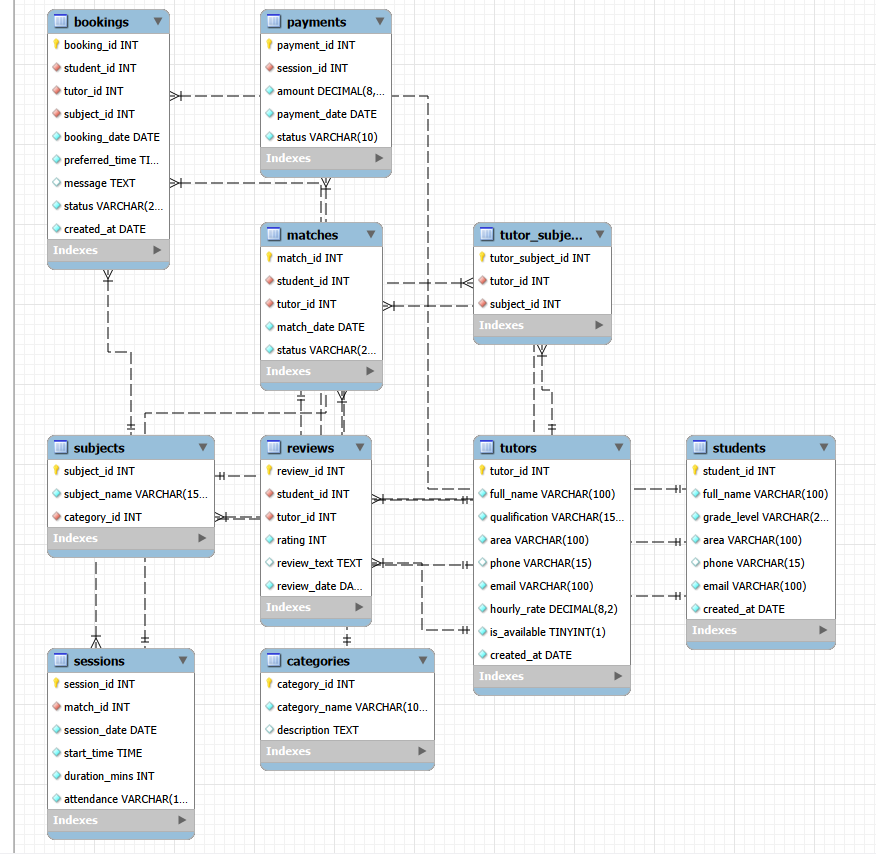 bookings
booking_id INT
student_id INT
tutor_id INT
subject_id INT
booking_date DATE
preferred_time TI...
message TEXT
status VARCHAR(2...
created_at DATE
Indexes
payments
payment_id INT
session_id INT
amount DECIMAL(8,...
payment_date DATE
status VARCHAR(10)
Indexes
matches
match_id INT
student_id INT
tutor_id INT
match_date DATE
status VARCHAR(2...
Indexes
tutor_subje...
tutor_subject_id INT
tutor_id INT
subject_id INT
Indexes
subjects
subject_id INT
subject_name VARCHAR(15...
category_id INT
Indexes
reviews
review_id INT
student_id INT
tutor_id INT
rating INT
review_text TEXT
review_date DA...
Indexes
tutors
tutor_id INT
full_name VARCHAR(100)
qualification VARCHAR(15...
area VARCHAR(100)
phone VARCHAR(15)
email VARCHAR(100)
hourly_rate DECIMAL(8,2)
is_available TINYINT(1)
created_at DATE
Indexes
students
student_id INT
full_name VARCHAR(100)
grade_level VARCHAR(2...
area VARCHAR(100)
phone VARCHAR(15)
email VARCHAR(100)
created_at DATE
Indexes
sessions
session_id INT
match_id INT
session_date DATE
start_time TIME
duration_mins INT
attendance VARCHAR(1...
Indexes
categories
category_id INT
category_name VARCHAR(10...
description TEXT
Indexes